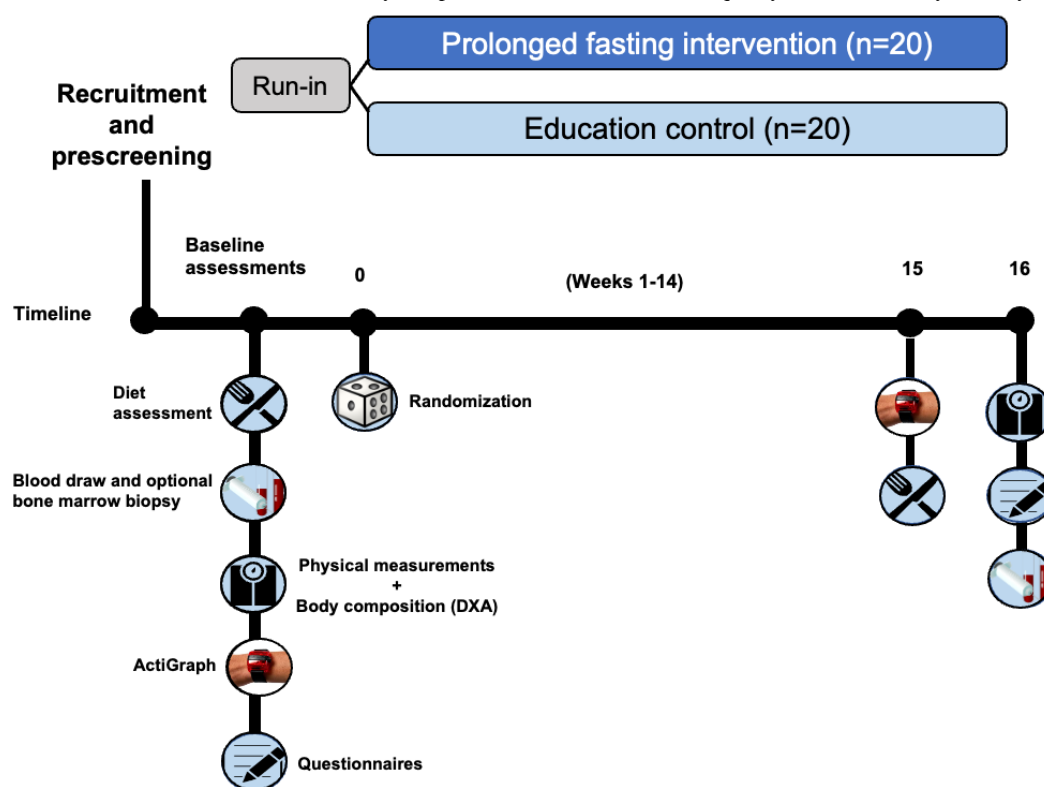 Prolonged fasting intervention (n=20)
Run-in
Education control (n=20)
Recruitment
and
prescreening
Baseline
assessments
0
(Weeks 1-14)
15
16
Timeline
Diet
assessment
Randomization
Blood draw and optional
bone marrow biopsy
Physical measurements
+
Body composition (DXA)
ActiGraph
Questionnaires